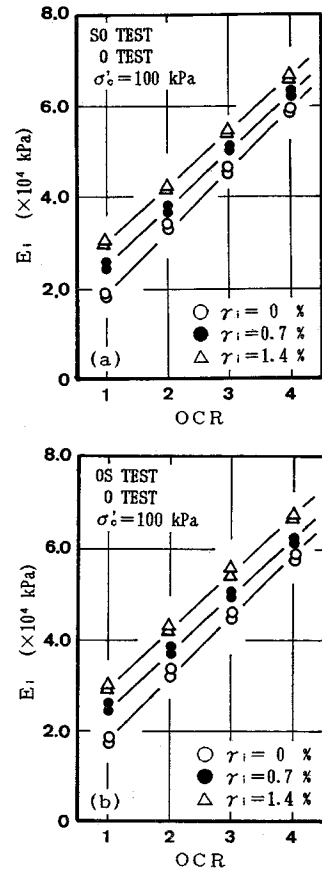 8.0
SO TEST
O TEST
σ'c=100 kPa
6.0
4.0
Ei (×10⁴ kPa)
2.0
○ γi= 0 %
● γi=0.7 %
△ γi=1.4 %
(a)
0
1 2 3 4
OCR
8.0
OS TEST
O TEST
σ'c=100 kPa
6.0
4.0
Ei (×10⁴ kPa)
2.0
○ γi= 0 %
● γi=0.7 %
△ γi=1.4 %
(b)
0
1 2 3 4
OCR